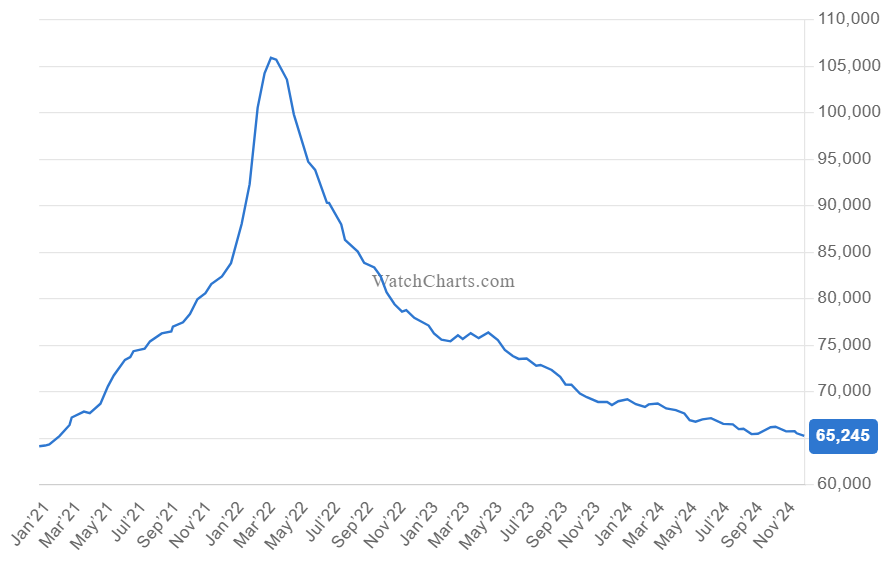 110,000
105,000
100,000
95,000
90,000
85,000
WatchCharts.com
80,000
75,000
70,000
65,245
60,000
Jan'21
Mar'21
May'21
Jul'21
Sep'21
Nov'21
Jan'22
Mar'22
May'22
Jul'22
Sep'22
Nov'22
Jan'23
Mar'23
May'23
Jul'23
Sep'23
Nov'23
Jan'24
Mar'24
May'24
Jul'24
Sep'24
Nov'24